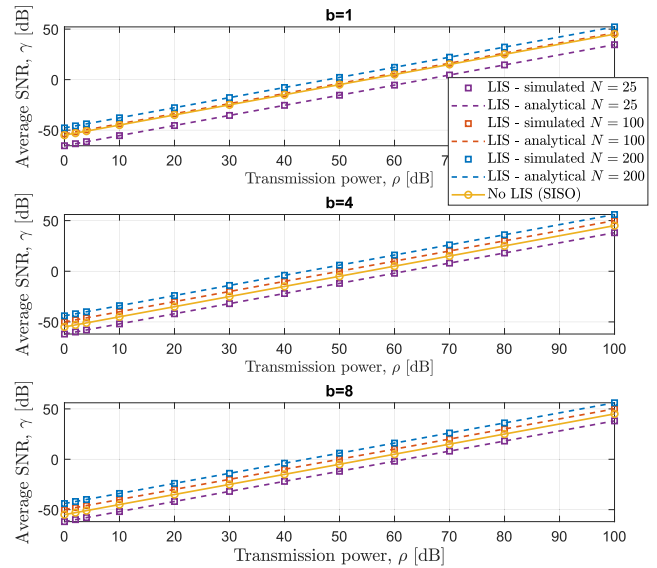 b=1
Average SNR, γ [dB]
50
0
-50
0 10 20 30 40 50 60 70 80 90 100
Transmission power, ρ [dB]
LIS - simulated N = 25
LIS - analytical N = 25
LIS - simulated N = 100
LIS - analytical N = 100
LIS - simulated N = 200
LIS - analytical N = 200
No LIS (SISO)
b=4
Average SNR, γ [dB]
50
0
-50
0 10 20 30 40 50 60 70 80 90 100
Transmission power, ρ [dB]
b=8
Average SNR, γ [dB]
50
0
-50
0 10 20 30 40 50 60 70 80 90 100
Transmission power, ρ [dB]